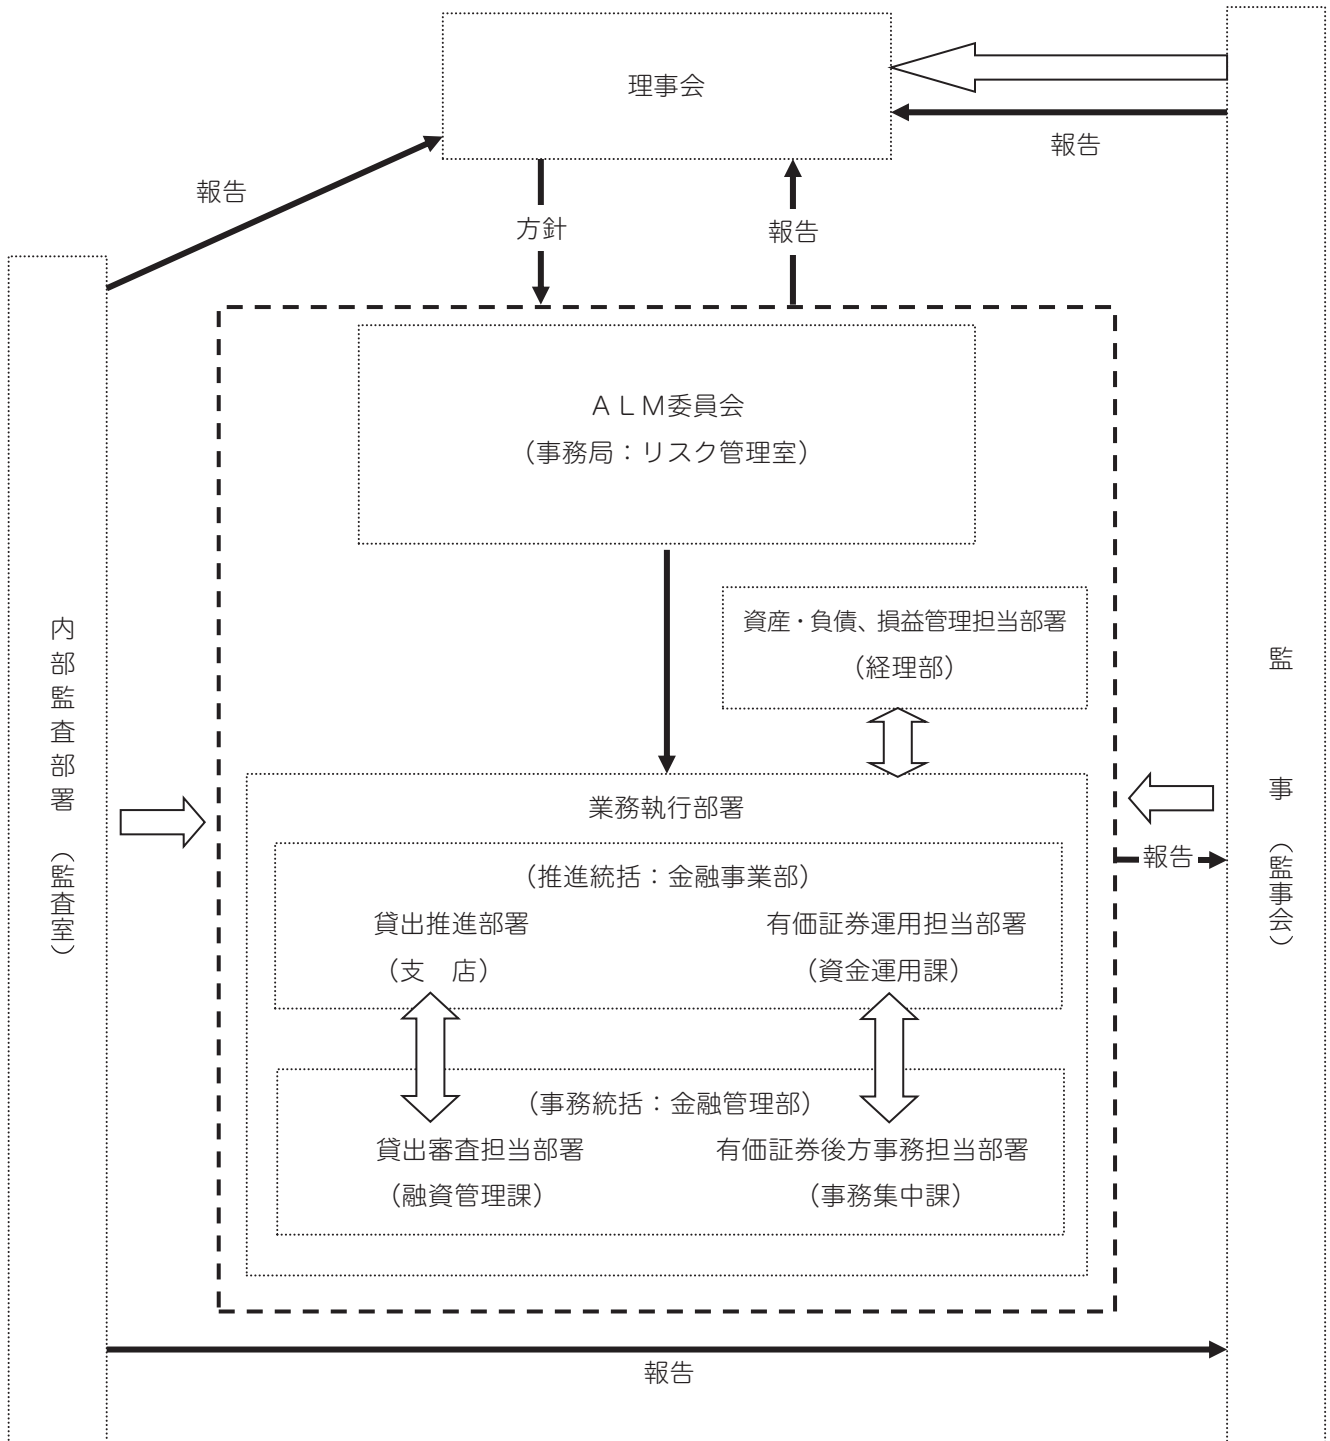 理事会
報告
報告
方針
報告
ＡＬＭ委員会
（事務局：リスク管理室）
資産・負債、損益管理担当部署
（経理部）
内部監査部署（監査室）
監事（監事会）
業務執行部署
報告
（推進統括：金融事業部）
貸出推進部署
（支　店）
有価証券運用担当部署
（資金運用課）
（事務統括：金融管理部）
貸出審査担当部署
（融資管理課）
有価証券後方事務担当部署
（事務集中課）
報告